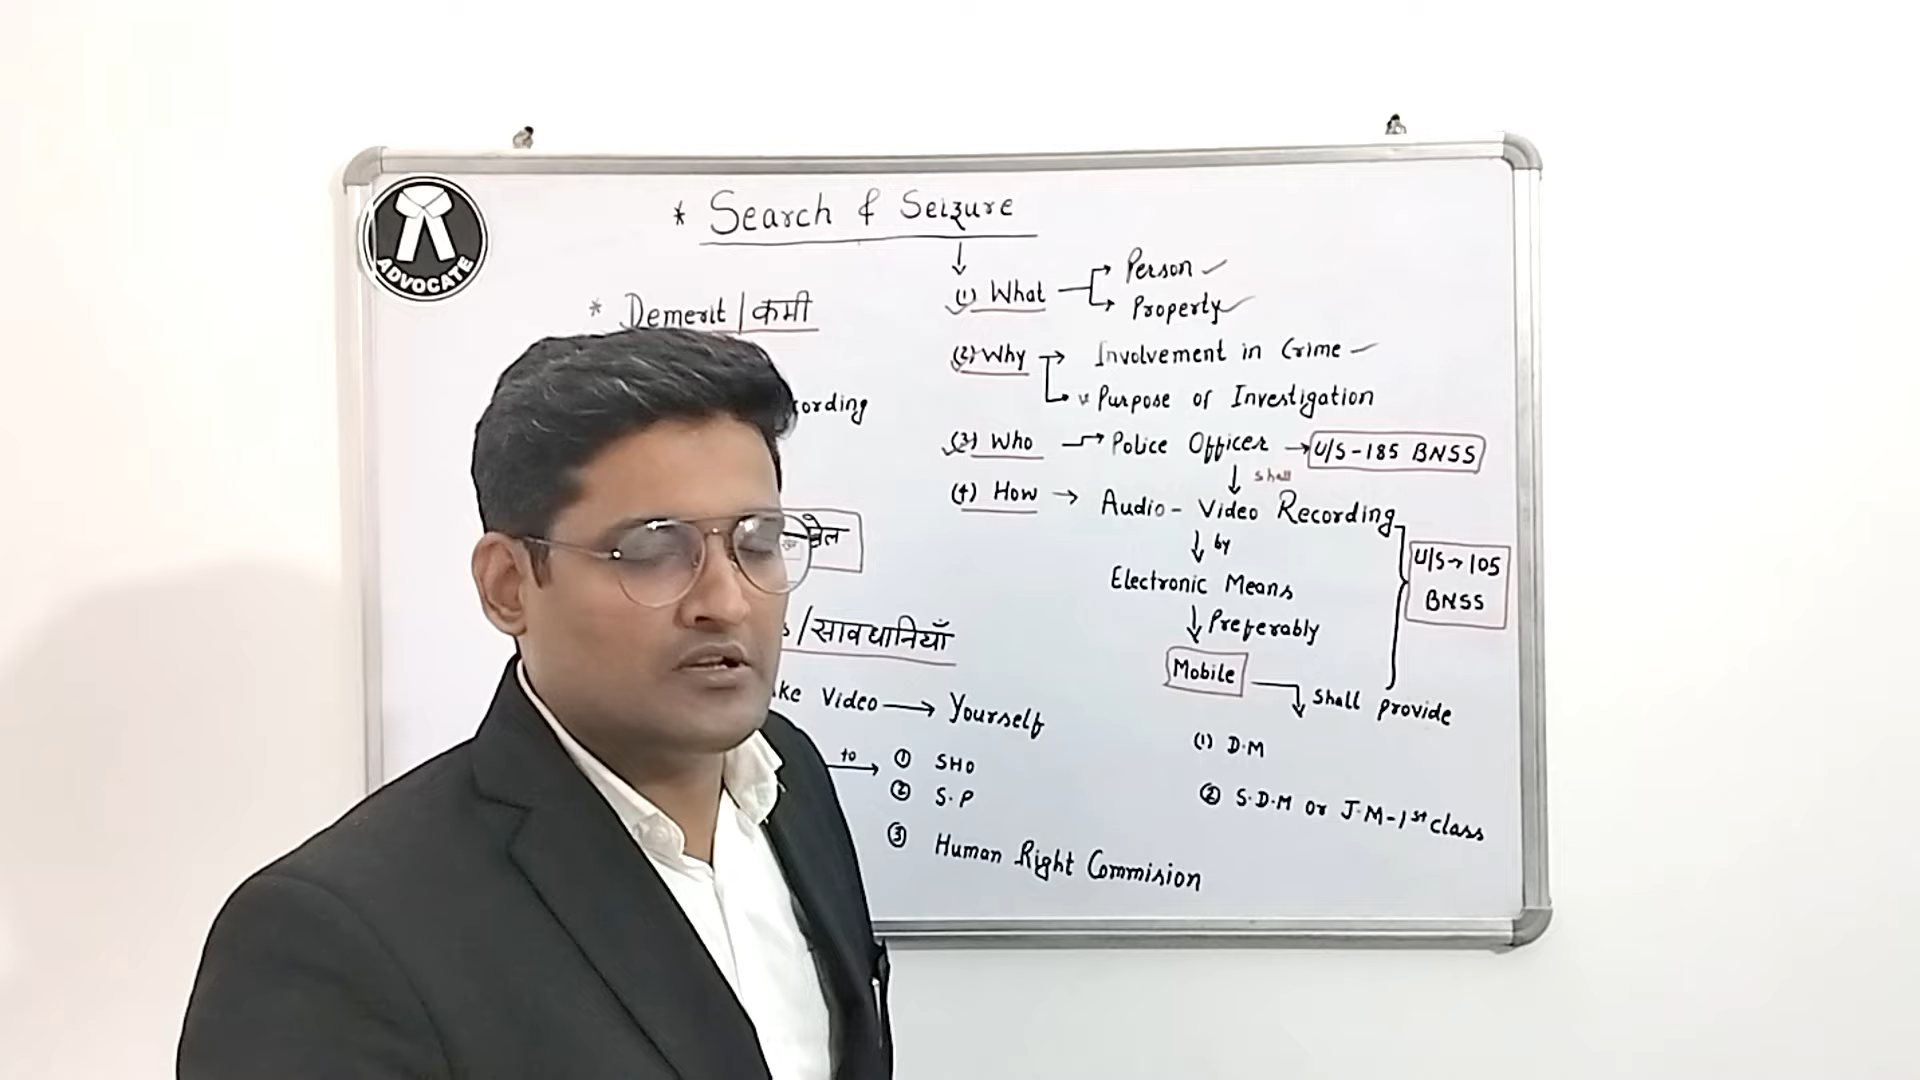 ADVOCATE
* Search & Seizure
(1) What
Person
Property
(2) Why
Involvement in Crime
Purpose of Investigation
(3) Who
Police Officer
U/S-185 BNSS
shall
(4) How
Audio-Video Recording
by
Electronic Means
Preferably
Mobile
U/S→105
BNSS
Shall provide
(1) D.M
② S.D.M or J.M-1st class
* Demerit/कमी
cording
/सावधानियाँ
ke Video → Yourself
to
① SHO
② S.P
③ Human Right Commision